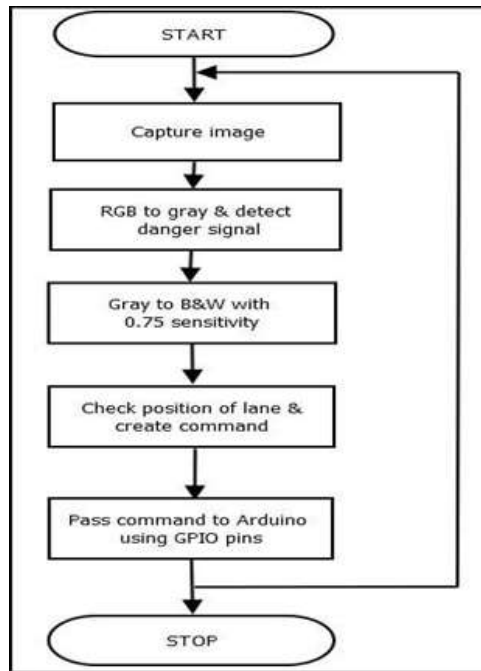 START
Capture image
RGB to gray & detect
danger signal
Gray to B&W with
0.75 sensitivity
Check position of lane &
create command
Pass command to Arduino
using GPIO pins
STOP